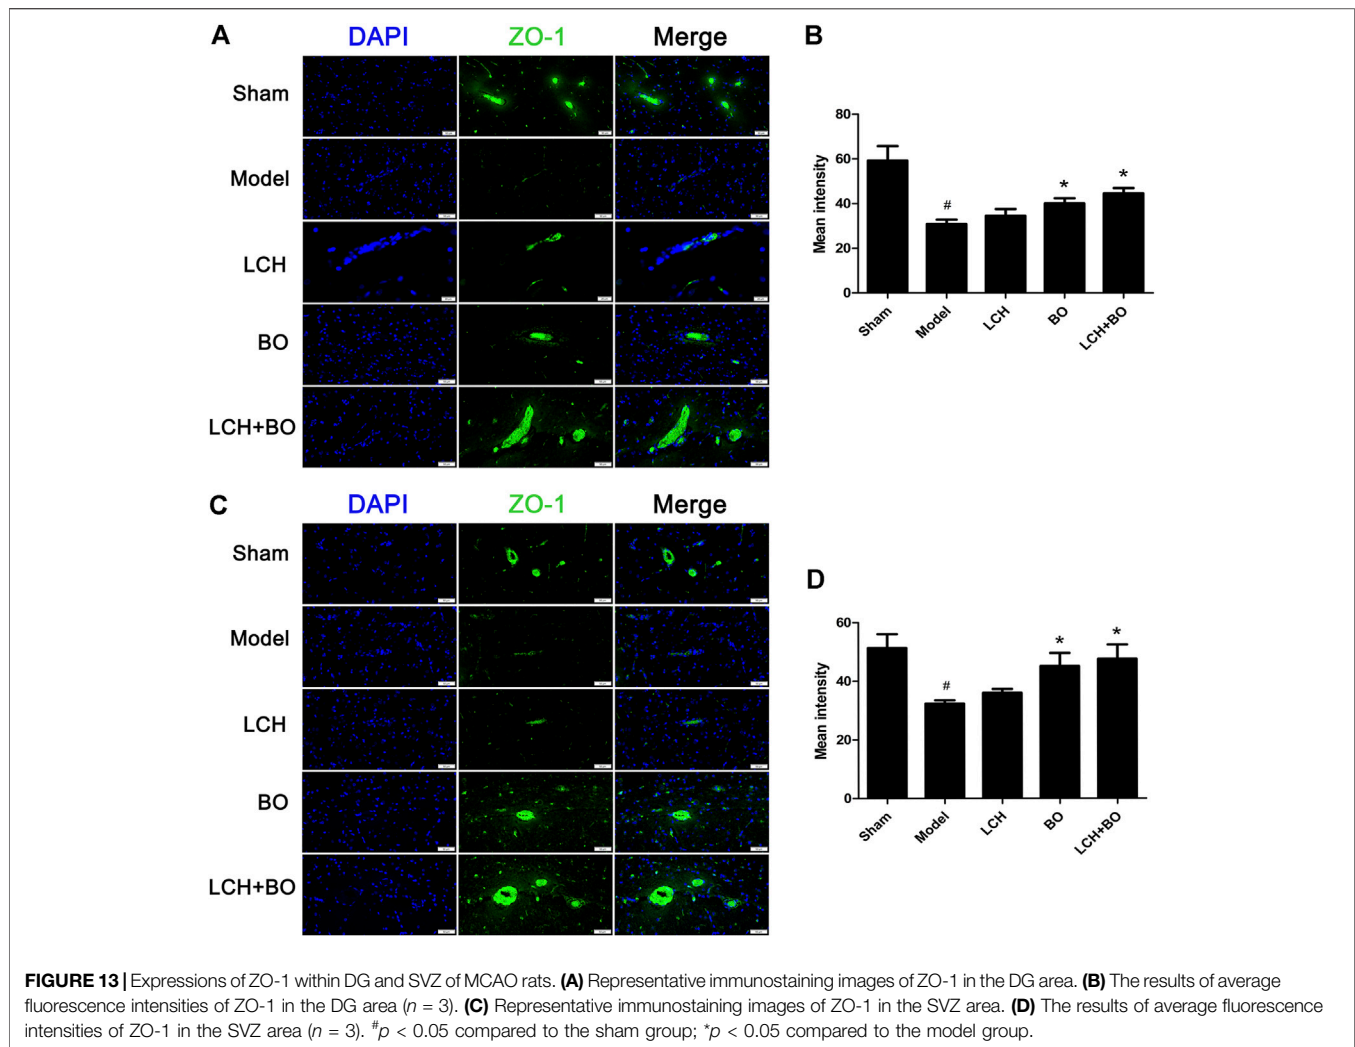 A
DAPI
ZO-1
Merge
Sham
Model
LCH
BO
LCH+BO
B
Mean intensity
80
60
40
20
0
#
*
*
Sham
Model
LCH
BO
LCH+BO
C
DAPI
ZO-1
Merge
Sham
Model
LCH
BO
LCH+BO
D
Mean intensity
60
40
20
0
#
*
*
Sham
Model
LCH
BO
LCH+BO
FIGURE 13 | Expressions of ZO-1 within DG and SVZ of MCAO rats. (A) Representative immunostaining images of ZO-1 in the DG area. (B) The results of average
fluorescence intensities of ZO-1 in the DG area (n = 3). (C) Representative immunostaining images of ZO-1 in the SVZ area. (D) The results of average fluorescence
intensities of ZO-1 in the SVZ area (n = 3). #p < 0.05 compared to the sham group; *p < 0.05 compared to the model group.